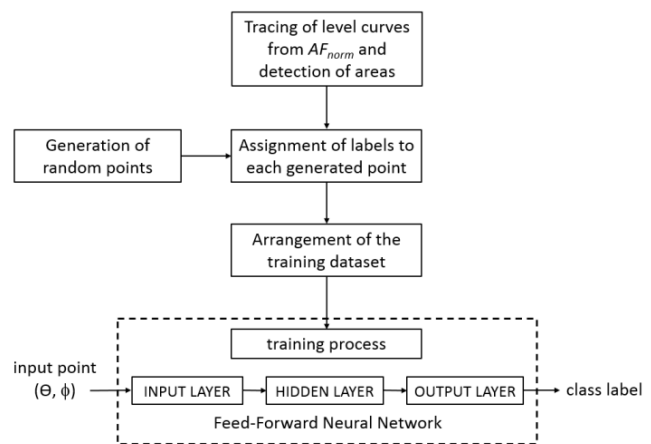 Tracing of level curves
from AFnorm and
detection of areas
Generation of
random points
Assignment of labels to
each generated point
Arrangement of the
training dataset
training process
input point
(Θ, ϕ)
INPUT LAYER
HIDDEN LAYER
OUTPUT LAYER
class label
Feed-Forward Neural Network